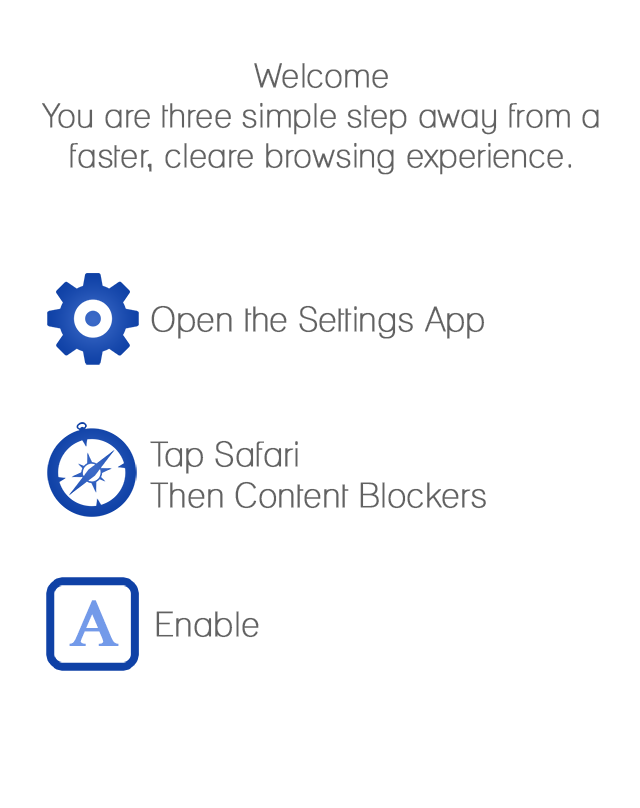 Welcome
You are three simple step away from a
faster, cleare browsing experience.
Open the Settings App
Tap Safari
Then Content Blockers
A
Enable